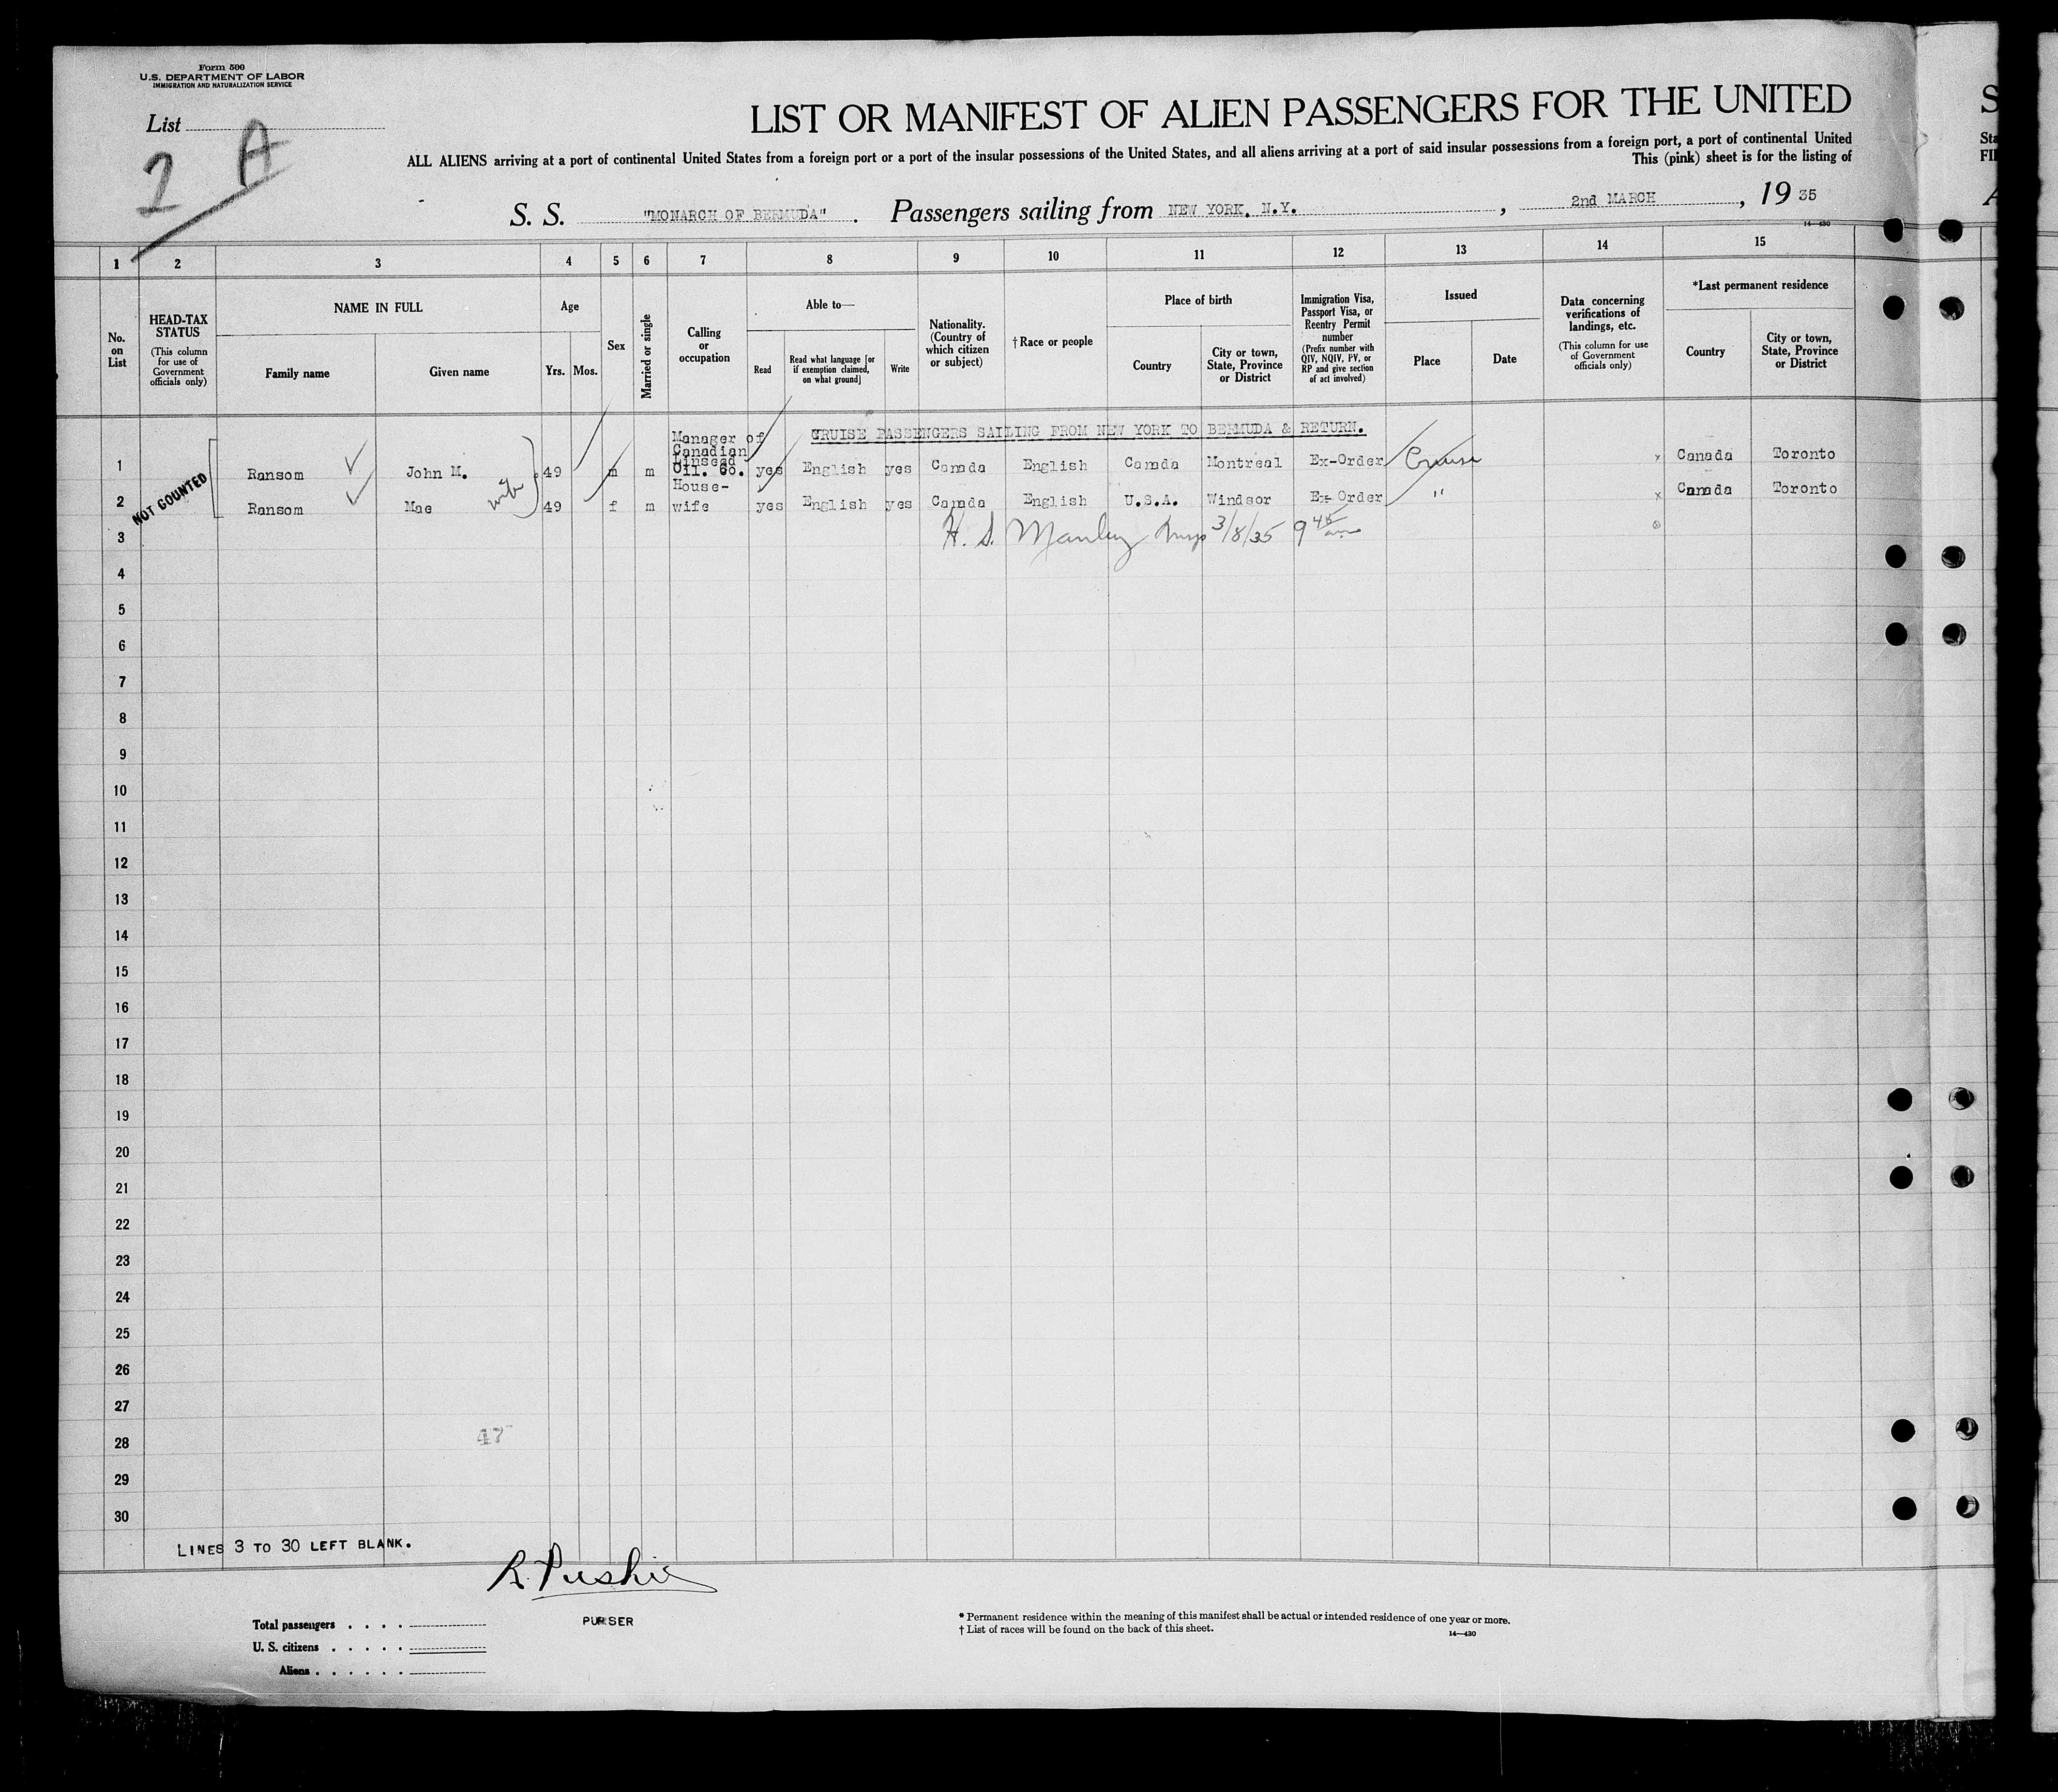 Form 500
U.S. DEPARTMENT OF LABOR
IMMIGRATION AND NATURALIZATION SERVICE
List
2 A
LIST OR MANIFEST OF ALIEN PASSENGERS FOR THE UNITED
S
ALL ALIENS arriving at a port of continental United States from a foreign port or a port of the insular possessions of the United States, and all aliens arriving at a port of said insular possessions from a foreign port, a port of continental United
Sta
This (pink) sheet is for the listing of
S. S. "MONARCH OF BERMUDA" . Passengers sailing from NEW YORK, N.Y. , 2nd MARCH , 19 35
14—430
1 2 3 4 5 6 7 8 9 10 11 12 13 14 15
No. on List
HEAD-TAX STATUS (This column for use of Government officials only)
NAME IN FULL
Family name
Given name
Age
Yrs.
Mos.
Sex
Married or single
Calling or occupation
Able to—
Read
Read what language [or if exemption claimed, on what ground]
Write
Nationality. (Country of which citizen or subject)
† Race or people
Place of birth
Country
City or town, State, Province or District
Immigration Visa, Passport Visa, or Reentry Permit number (Prefix number with QIV, NQIV, PV, or RP and give section of act involved)
Issued
Place
Date
Data concerning verifications of landings, etc. (This column for use of Government officials only)
*Last permanent residence
Country
City or town, State, Province or District
CRUISE PASSENGERS SAILING FROM NEW YORK TO BERMUDA & RETURN.
NOT COUNTED
1 Ransom John M. 49 m m Manager of Canadian Linseed Oil. Co. yes English yes Canada English Canada Montreal Ex-Order Cruise x Canada Toronto
2 Ransom Mae wife 49 f m House-wife yes English yes Canada English U.S.A. Windsor Ex-Order " x Canada Toronto
3 H. S. Manley Insp 3/8/35 9 45 am
4
5
6
7
8
9
10
11
12
13
14
15
16
17
18
19
20
21
22
23
24
25
26
27
28 47
29
30
LINES 3 TO 30 LEFT BLANK.
R. Pushie
PURSER
Total passengers
U. S. citizens
Aliens
* Permanent residence within the meaning of this manifest shall be actual or intended residence of one year or more.
† List of races will be found on the back of this sheet.
14—430